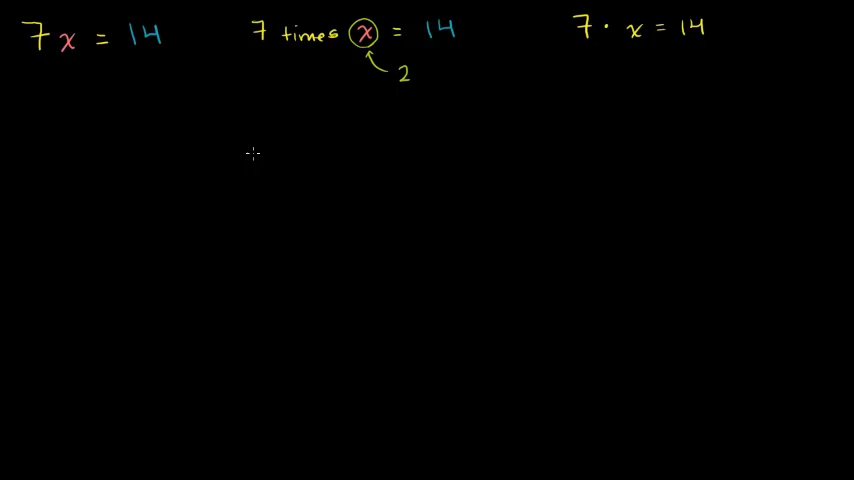 7x = 14 7 times x = 14 7 · x = 14
2